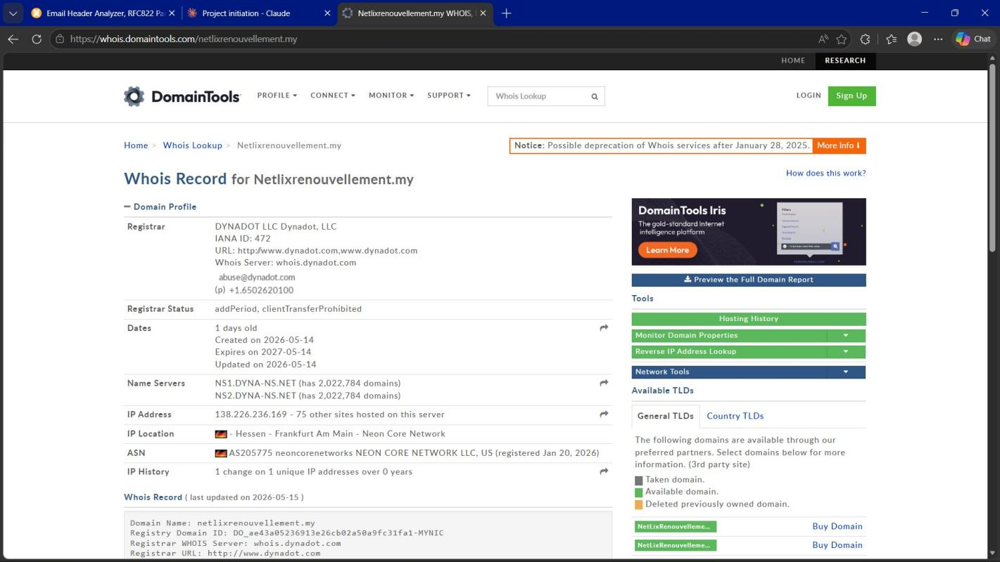 Email Header Analyzer, RFC822 Pa
Project initiation - Claude
Netlixrenouvellement.my WHOIS,
https://whois.domaintools.com/netlixrenouvellement.my
Chat
HOME
RESEARCH
DomainTools
PROFILE
CONNECT
MONITOR
SUPPORT
Whois Lookup
LOGIN
Sign Up
Home > Whois Lookup > Netlixrenouvellement.my
Notice: Possible deprecation of Whois services after January 28, 2025.
More Info
Whois Record for Netlixrenouvellement.my
How does this work?
Domain Profile
Registrar
DYNADOT LLC Dynadot, LLC
IANA ID: 472
URL: http://www.dynadot.com,www.dynadot.com
Whois Server: whois.dynadot.com
abuse@dynadot.com
(p) +1.6502620100
Registrar Status
addPeriod, clientTransferProhibited
Dates
1 days old
Created on 2026-05-14
Expires on 2027-05-14
Updated on 2026-05-14
Name Servers
NS1.DYNA-NS.NET (has 2,022,784 domains)
NS2.DYNA-NS.NET (has 2,022,784 domains)
IP Address
138.226.236.169 - 75 other sites hosted on this server
IP Location
- Hessen - Frankfurt Am Main - Neon Core Network
ASN
AS205775 neoncorenetworks NEON CORE NETWORK LLC, US (registered Jan 20, 2026)
IP History
1 change on 1 unique IP addresses over 0 years
Whois Record ( last updated on 2026-05-15 )
Domain Name: netlixrenouvellement.my
Registry Domain ID: DO_ae43a05236913e26cb02a50a9fc31fa1-MYNIC
Registrar WHOIS Server: whois.dynadot.com
Registrar URL: http://www.dynadot.com
DomainTools Iris
The gold-standard Internet
intelligence platform
Learn More
Preview the Full Domain Report
Tools
Hosting History
Monitor Domain Properties
Reverse IP Address Lookup
Network Tools
Available TLDs
General TLDs
Country TLDs
The following domains are available through our
preferred partners. Select domains below for more
information. (3rd party site)
Taken domain.
Available domain.
Deleted previously owned domain.
NetLixRenouvelleme...
Buy Domain
NetLixRenouvelleme...
Buy Domain